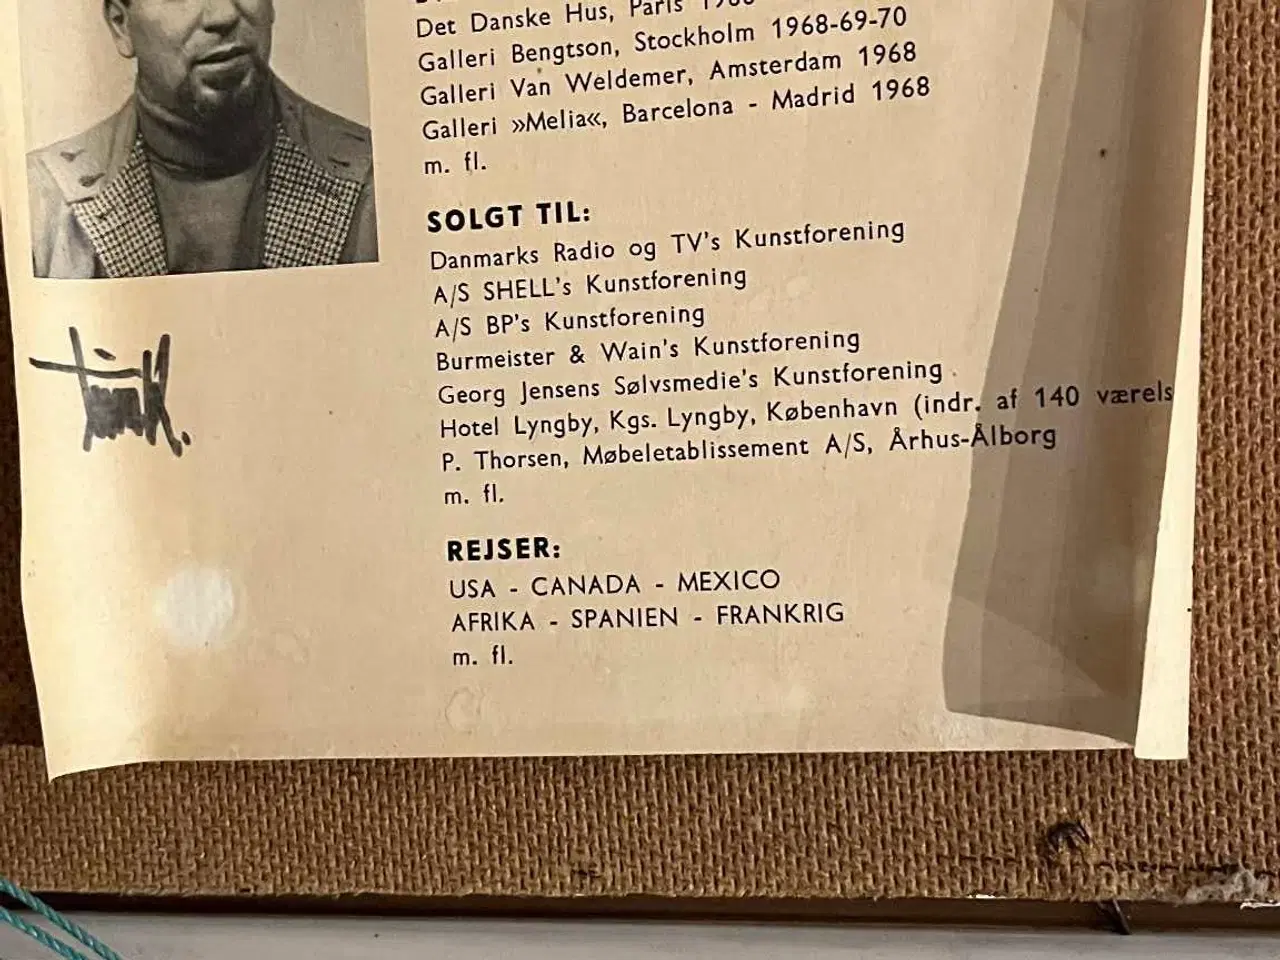 Det Danske Hus, Paris
Galleri Bengtson, Stockholm 1968-69-70
Galleri Van Weldemer, Amsterdam 1968
Galleri »Melia«, Barcelona - Madrid 1968
m. fl.
SOLGT TIL:
Danmarks Radio og TV's Kunstforening
A/S SHELL's Kunstforening
A/S BP's Kunstforening
Burmeister & Wain's Kunstforening
Georg Jensens Sølvsmedie's Kunstforening
Hotel Lyngby, Kgs. Lyngby, København (indr. af 140 værels
P. Thorsen, Møbeletablissement A/S, Århus-Ålborg
m. fl.
REJSER:
USA - CANADA - MEXICO
AFRIKA - SPANIEN - FRANKRIG
m. fl.